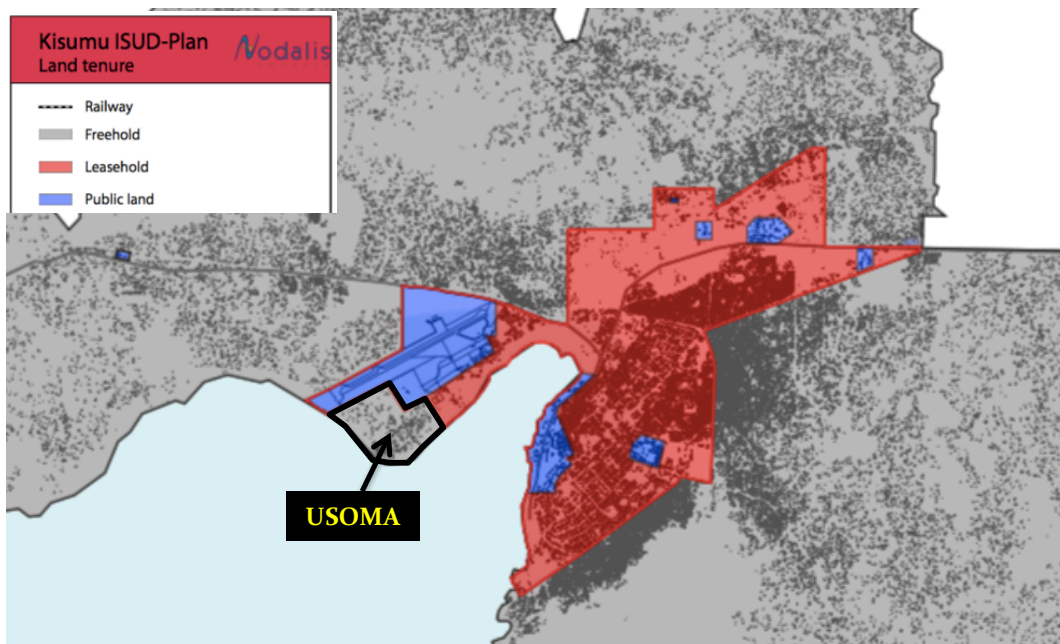 Kisumu ISUD-Plan
Land tenure
Nodalis
Railway
Freehold
Leasehold
Public land
USOMA